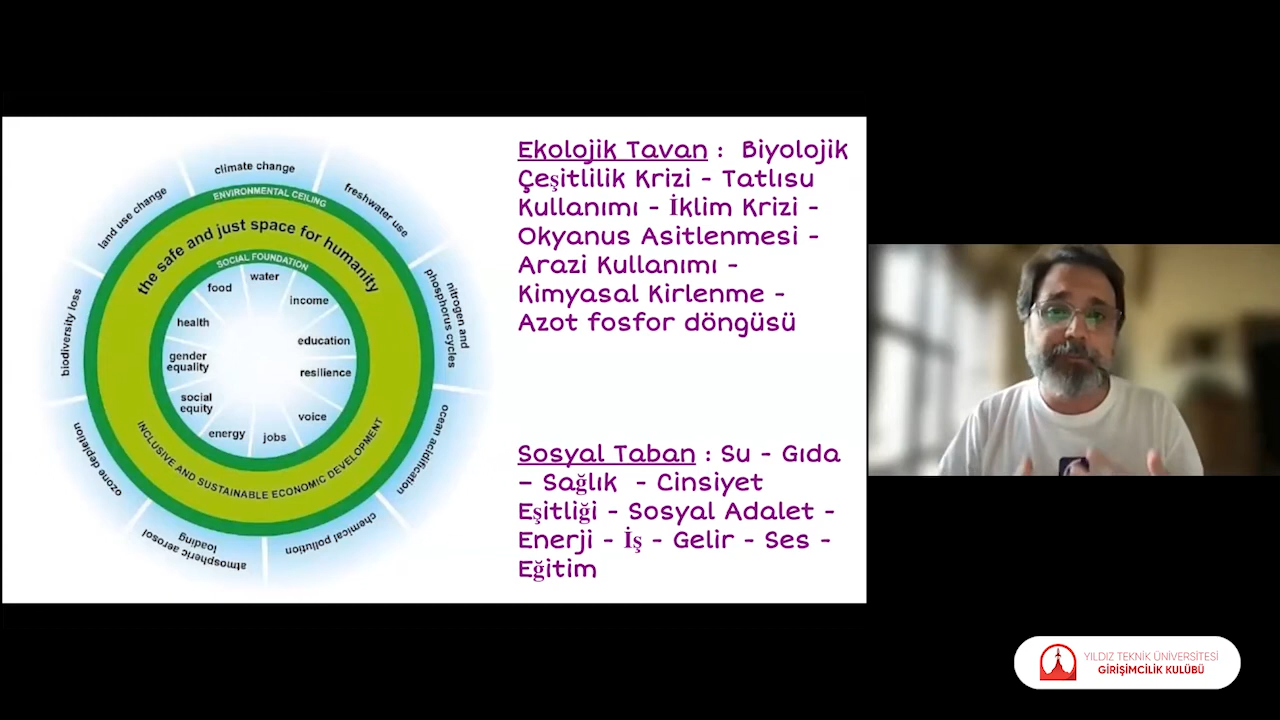 climate change
freshwater use
nitrogen and
phosphorus cycles
ocean acidification
chemical pollution
atmospheric aerosol
loading
ozone depletion
biodiversity loss
land use change
ENVIRONMENTAL CEILING
the safe and just space for humanity
SOCIAL FOUNDATION
water
food
income
health
education
gender
equality
resilience
social
equity
voice
energy
jobs
INCLUSIVE AND SUSTAINABLE ECONOMIC DEVELOPMENT
Ekolojik Tavan : Biyolojik
Çeşitlilik Krizi - Tatlısu
Kullanımı - İklim Krizi -
Okyanus Asitlenmesi -
Arazi Kullanımı -
Kimyasal Kirlenme -
Azot fosfor döngüsü
Sosyal Taban : Su - Gıda
– Sağlık - Cinsiyet
Eşitliği - Sosyal Adalet -
Enerji - İş - Gelir - Ses -
Eğitim
YILDIZ TEKNİK ÜNİVERSİTESİ
GİRİŞİMCİLİK KULÜBÜ